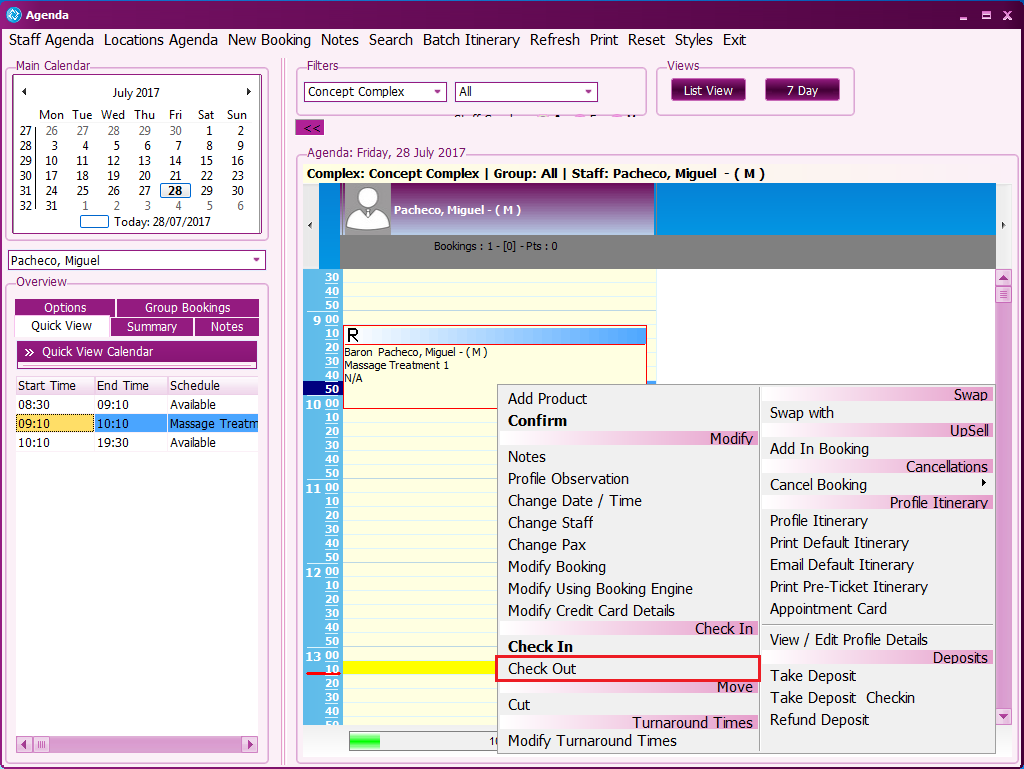 Agenda
Staff Agenda Locations Agenda New Booking Notes Search Batch Itinerary Refresh Print Reset Styles Exit
Main Calendar
July 2017
Mon Tue Wed Thu Fri Sat Sun
27 26 27 28 29 30 1 2
28 3 4 5 6 7 8 9
29 10 11 12 13 14 15 16
30 17 18 19 20 21 22 23
31 24 25 26 27 28 29 30
32 31 1 2 3 4 5 6
Today: 28/07/2017
Pacheco, Miguel
Overview
Options Group Bookings
Quick View Summary Notes
» Quick View Calendar
Start Time End Time Schedule
08:30 09:10 Available
09:10 10:10 Massage Treatm
10:10 19:30 Available
Filters
Concept Complex All
Views
List View 7 Day
<<
Agenda: Friday, 28 July 2017
Complex: Concept Complex | Group: All | Staff: Pacheco, Miguel - ( M )
Pacheco, Miguel - ( M )
Bookings : 1 - [0] - Pts : 0
30
40
50
9 00
10
20
30
40
50
10 00
10
20
30
40
50
11 00
10
20
30
40
50
12 00
10
20
30
40
50
13 00
10
20
30
40
50
R
Baron Pacheco, Miguel - ( M )
Massage Treatment 1
N/A
Add Product
Confirm
Modify
Notes
Profile Observation
Change Date / Time
Change Staff
Change Pax
Modify Booking
Modify Using Booking Engine
Modify Credit Card Details
Check In
Check In
Check Out
Move
Cut
Turnaround Times
Modify Turnaround Times
Swap
Swap with
UpSell
Add In Booking
Cancellations
Cancel Booking
Profile Itinerary
Profile Itinerary
Print Default Itinerary
Email Default Itinerary
Print Pre-Ticket Itinerary
Appointment Card
View / Edit Profile Details
Deposits
Take Deposit
Take Deposit Checkin
Refund Deposit